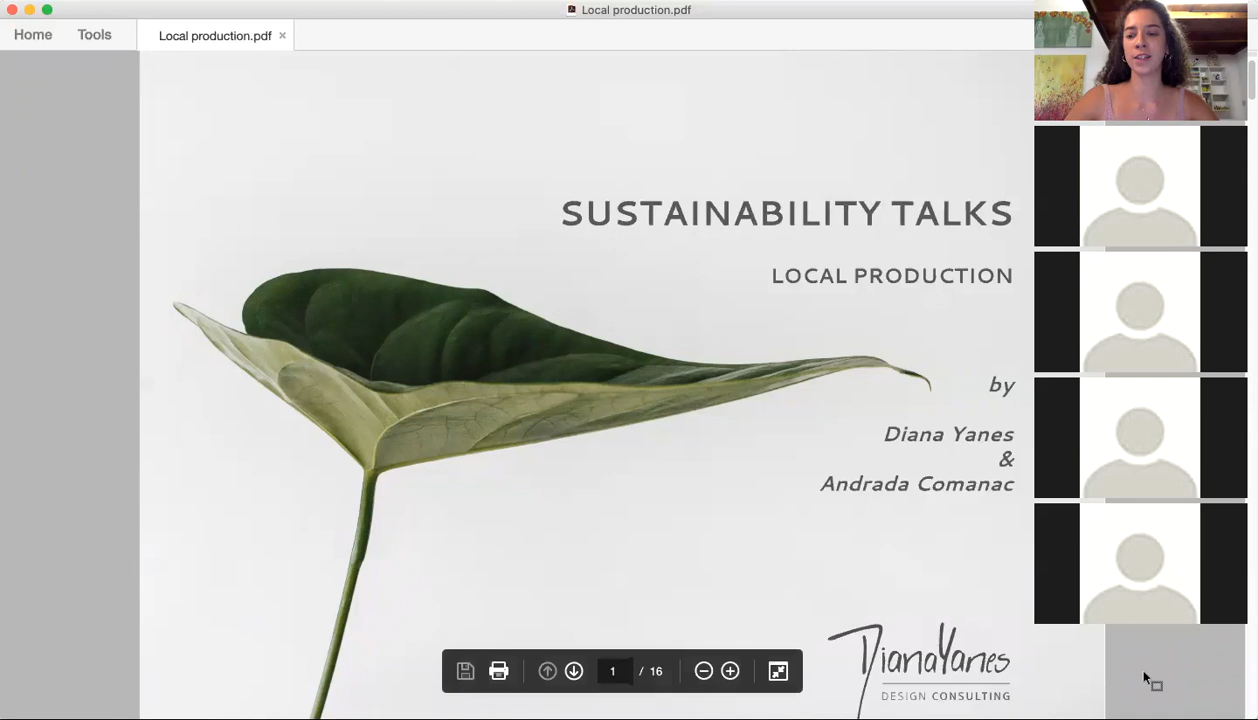 Local production.pdf
Home
Tools
Local production.pdf
SUSTAINABILITY TALKS
LOCAL PRODUCTION
by
Diana Yanes
&
Andrada Comanac
1 / 16
DianaYanes
DESIGN CONSULTING